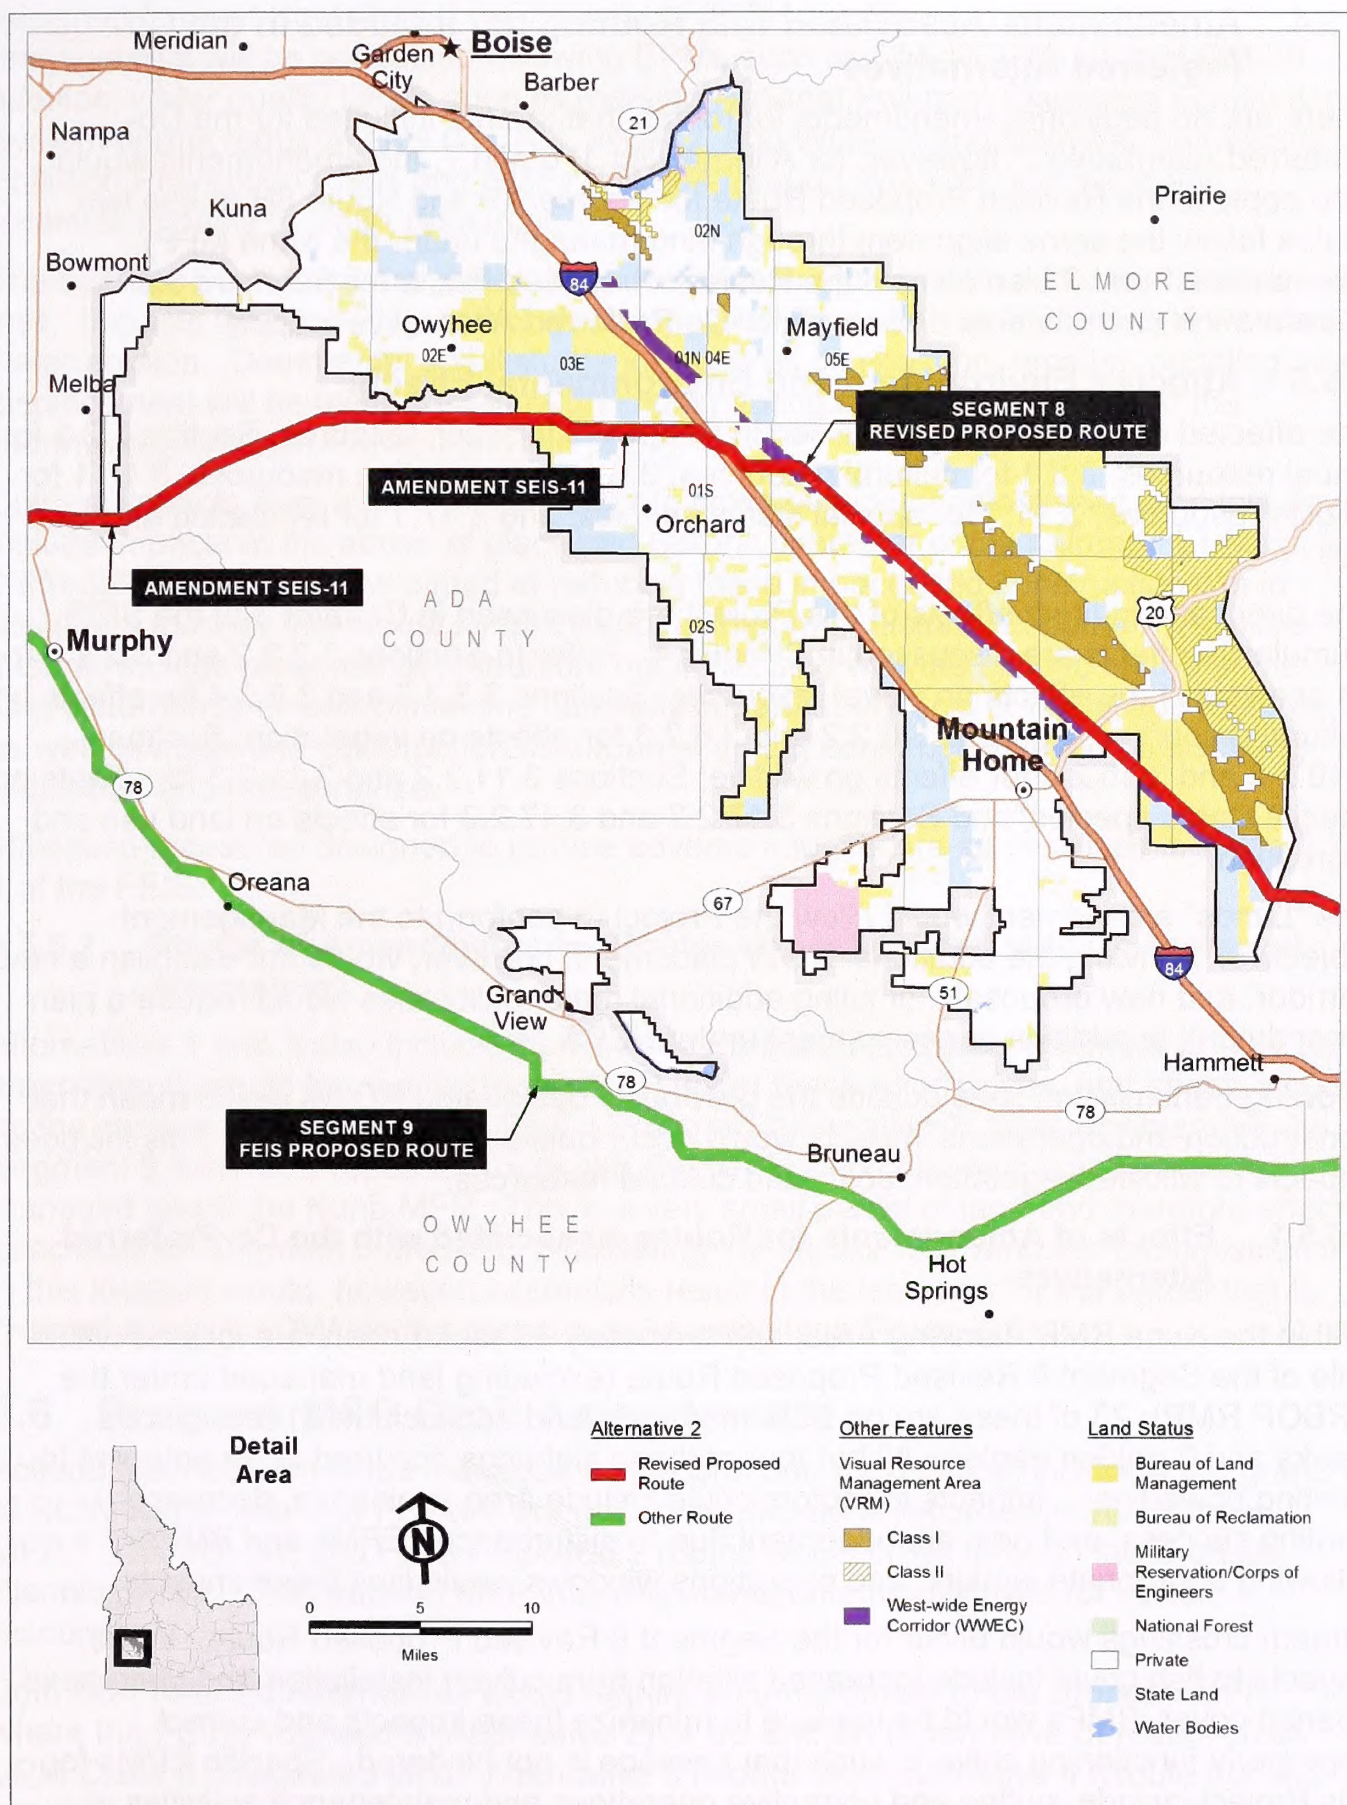 Meridian
Garden
City
Boise
Barber
21
Nampa
Prairie
Kuna
02N
Bowmont
ELMORE
COUNTY
84
Owyhee
02E
03E
01N 04E
Mayfield
05E
Melba
SEGMENT 8
REVISED PROPOSED ROUTE
AMENDMENT SEIS-11
01S
Orchard
AMENDMENT SEIS-11
ADA
COUNTY
20
02S
Murphy
Mountain
Home
78
Oreana
67
84
51
Grand
View
Hammett
78
78
SEGMENT 9
FEIS PROPOSED ROUTE
Bruneau
OWYHEE
COUNTY
Hot
Springs
Detail
Area
N
0 5 10
Miles
Alternative 2
Revised Proposed
Route
Other Route
Other Features
Visual Resource
Management Area
(VRM)
Class I
Class II
West-wide Energy
Corridor (WWEC)
Land Status
Bureau of Land
Management
Bureau of Reclamation
Military
Reservation/Corps of
Engineers
National Forest
Private
State Land
Water Bodies